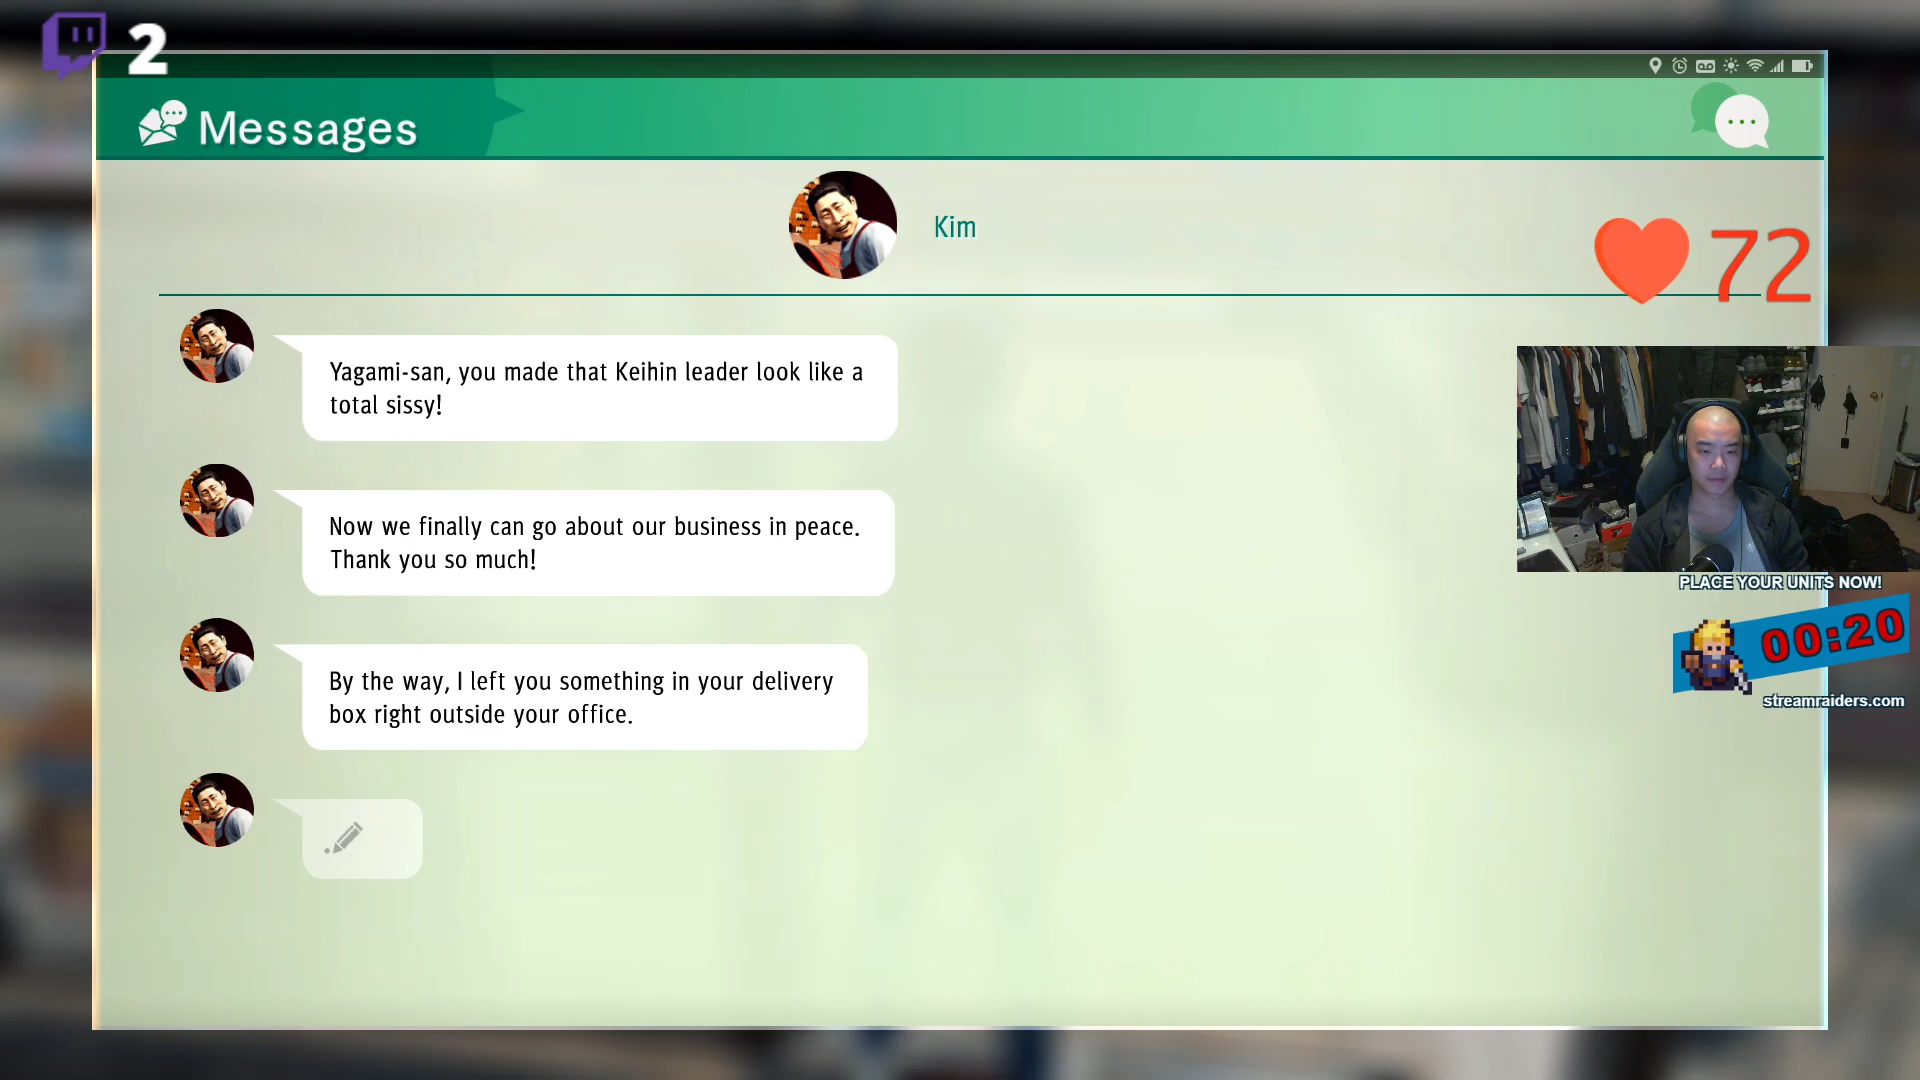 2
Messages
Kim
72
Yagami-san, you made that Keihin leader look like a
total sissy!
Now we finally can go about our business in peace.
Thank you so much!
By the way, I left you something in your delivery
box right outside your office.
PLACE YOUR UNITS NOW!
00:20
streamraiders.com